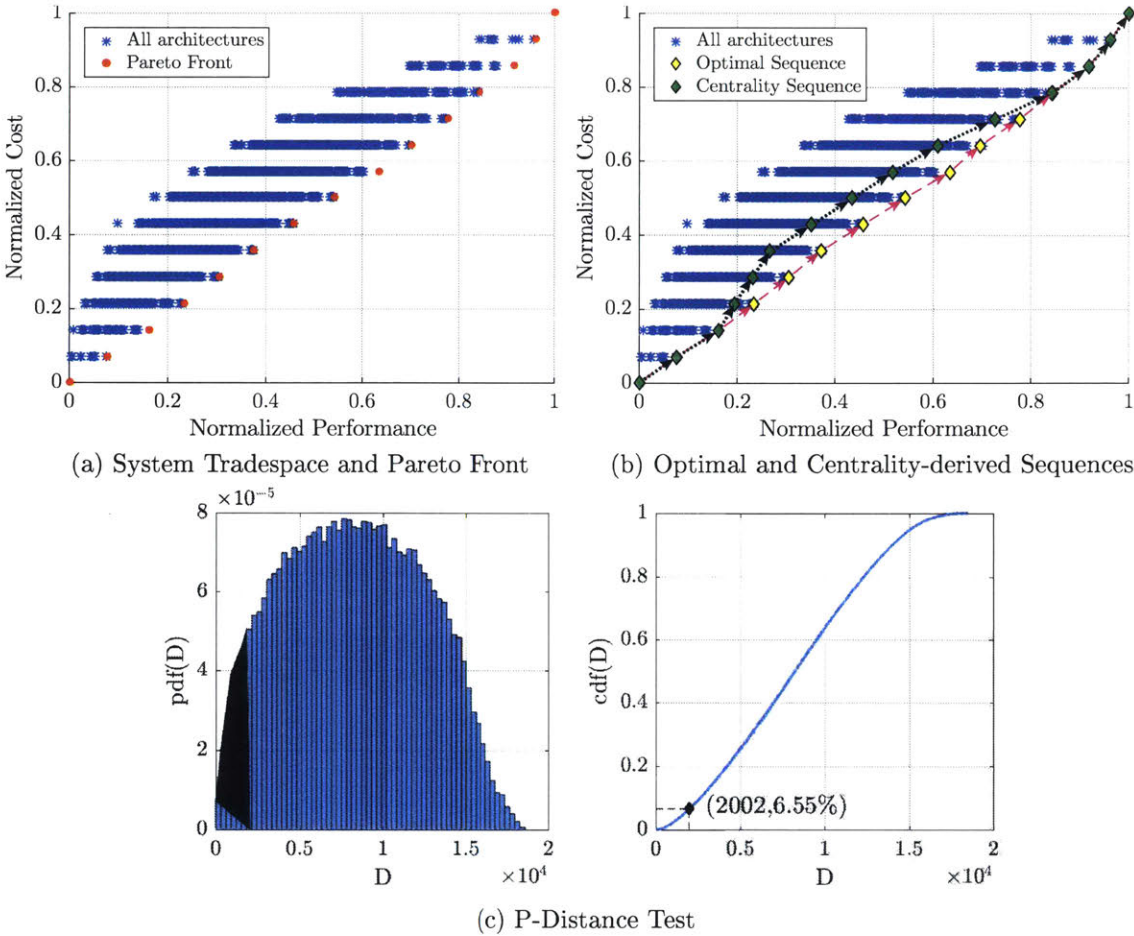 1
0.8
0.6
0.4
0.2
0
Normalized Cost
All architectures
Pareto Front
0 0.2 0.4 0.6 0.8 1
Normalized Performance
(a) System Tradespace and Pareto Front
1
0.8
0.6
0.4
0.2
0
Normalized Cost
All architectures
Optimal Sequence
Centrality Sequence
0 0.2 0.4 0.6 0.8 1
Normalized Performance
(b) Optimal and Centrality-derived Sequences
×10⁻⁵
8
6
4
2
0
pdf(D)
0 0.5 1 1.5 2
D ×10⁴
1
0.8
0.6
0.4
0.2
0
cdf(D)
(2002,6.55%)
0 0.5 1 1.5 2
D ×10⁴
(c) P-Distance Test